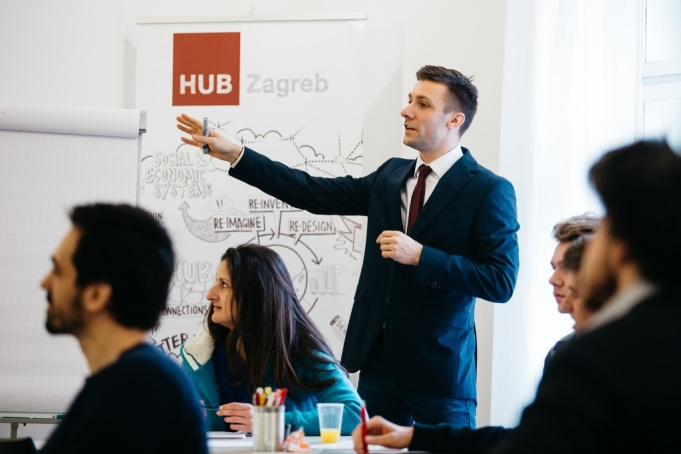 HUB Zagreb
SOCIAL &
ECONOMIC
SYSTEMS
RE-INVENT
RE-IMAGINE
RE-DESIGN
HUB
CONNECTIONS